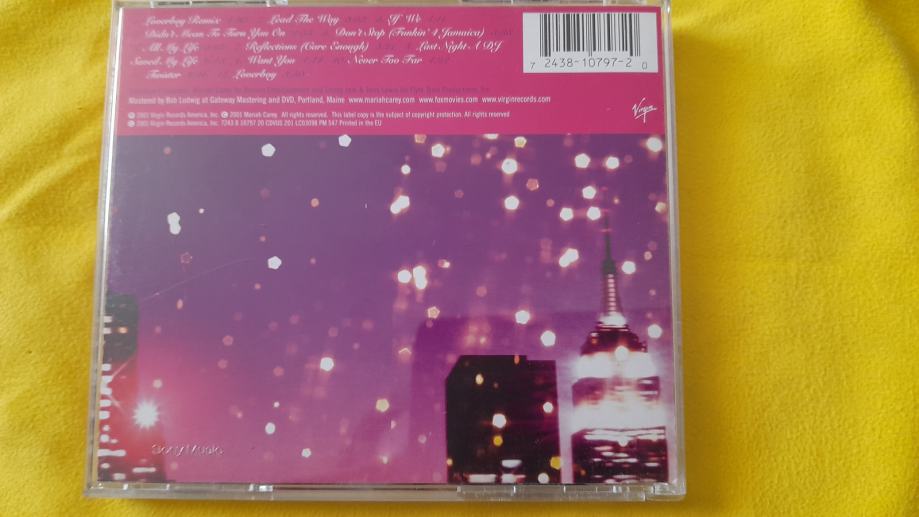 Loverboy Remix Lead The Way If We
Didn't Mean To Turn You On Don't Stop (Funkin' 4 Jamaica)
All My Life Reflections (Care Enough) Last Night A DJ
Saved My Life Want You Never Too Far
Twister 12 Loverboy
Mastered by Bob Ludwig at Gateway Mastering and DVD, Portland, Maine www.mariahcarey.com www.foxmovies.com www.virginrecords.com
℗ 2001 Virgin Records America, Inc. © 2001 Mariah Carey All rights reserved. This label copy is the subject of copyright protection. All rights reserved
© 2001 Virgin Records America, Inc. 7243 8 10797 20 CDVUS 201 LC03098 PM 547 Printed in the EU
7 2438-10797-2 0
Virgin
Sony Music